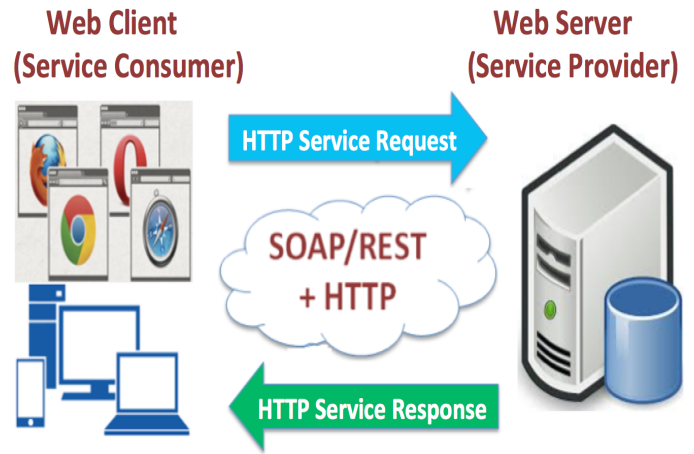 Web Client
(Service Consumer)
Web Server
(Service Provider)
HTTP Service Request
SOAP/REST
+ HTTP
HTTP Service Response